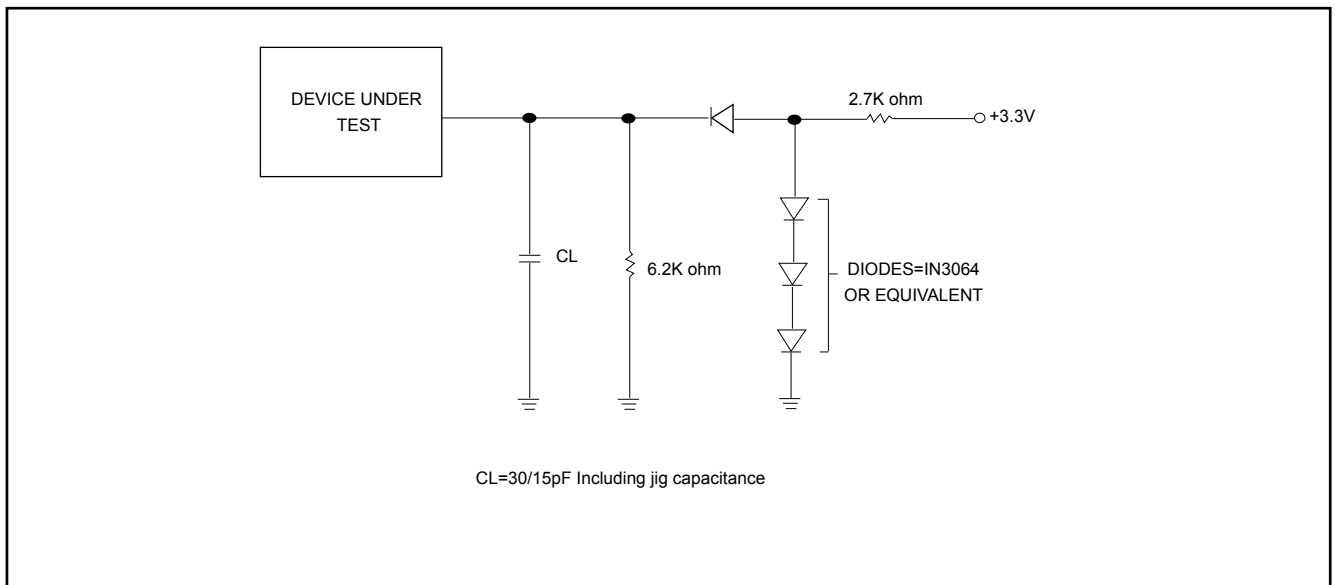 DEVICE UNDER
TEST
2.7K ohm
+3.3V
CL
6.2K ohm
DIODES=IN3064
OR EQUIVALENT
CL=30/15pF Including jig capacitance